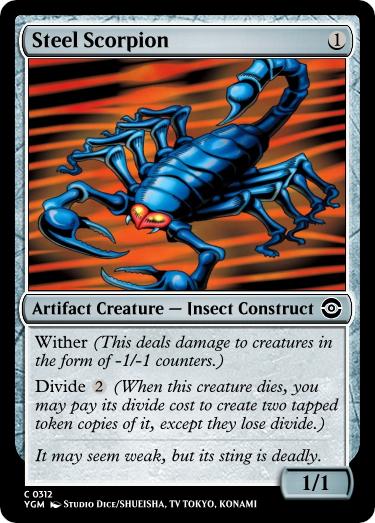 Steel Scorpion 1
Artifact Creature — Insect Construct
Wither (This deals damage to creatures in
the form of -1/-1 counters.)
Divide 2 (When this creature dies, you
may pay its divide cost to create two tapped
token copies of it, except they lose divide.)
It may seem weak, but its sting is deadly.
1/1
C 0312
YGM Studio Dice/SHUEISHA, TV TOKYO, KONAMI